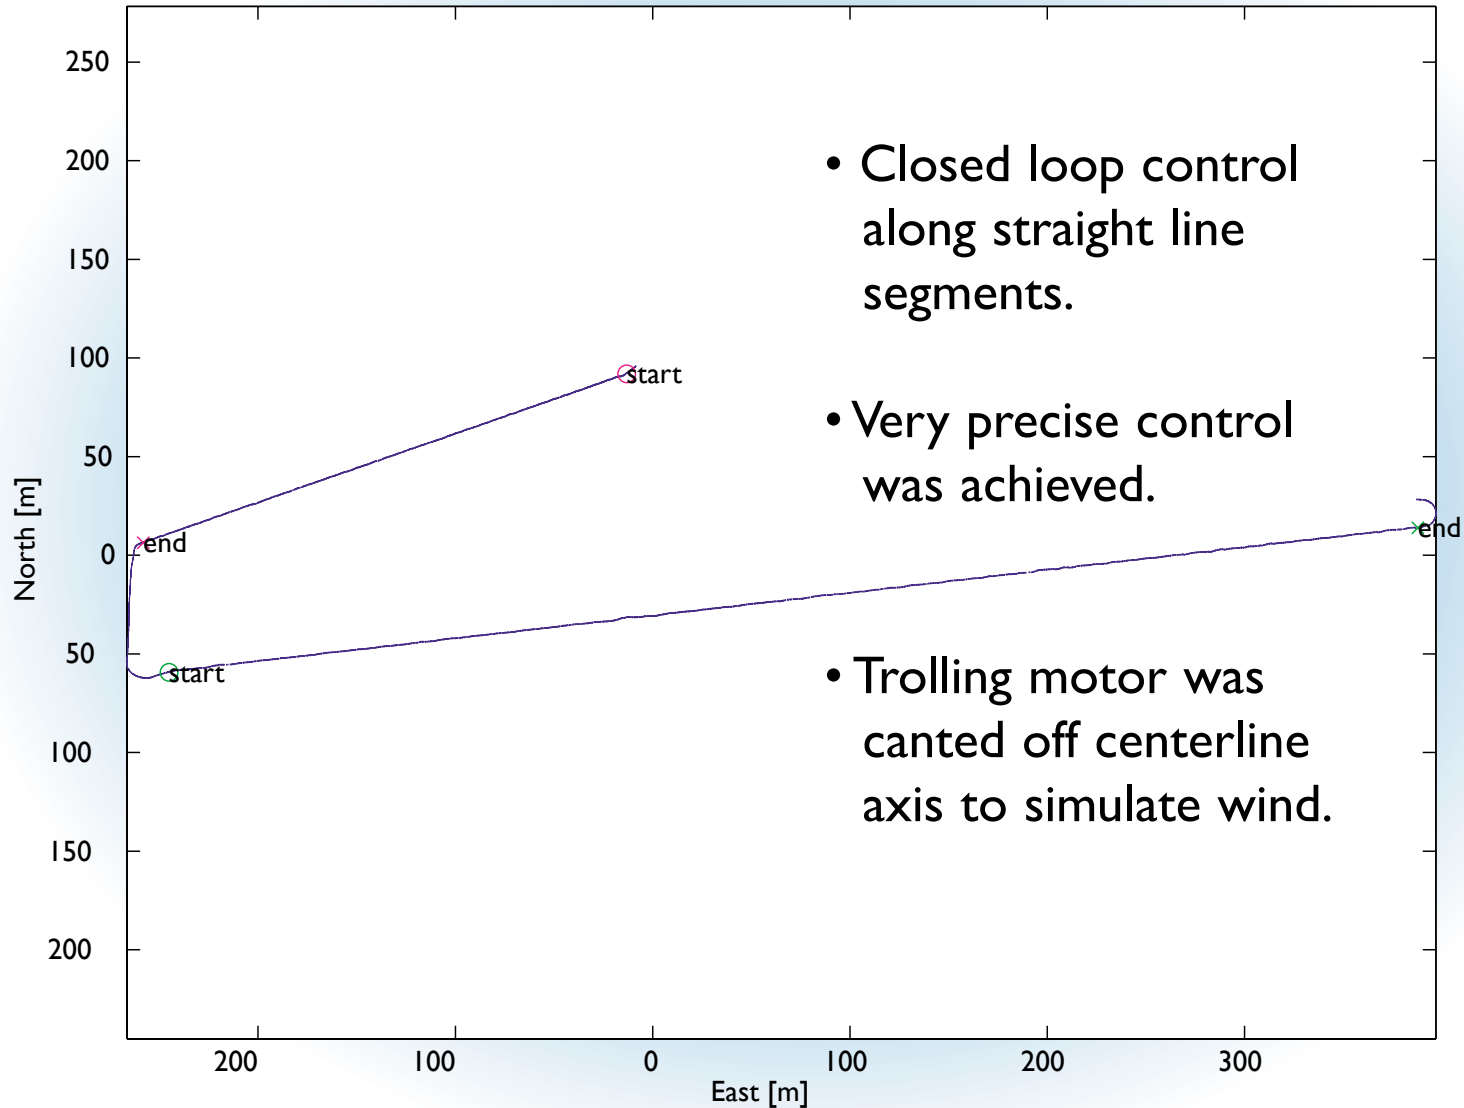 250
200
150
100
50
0
50
100
150
200
North [m]
start
end
start
end
• Closed loop control
along straight line
segments.
• Very precise control
was achieved.
• Trolling motor was
canted off centerline
axis to simulate wind.
200 100 0 100 200 300
East [m]